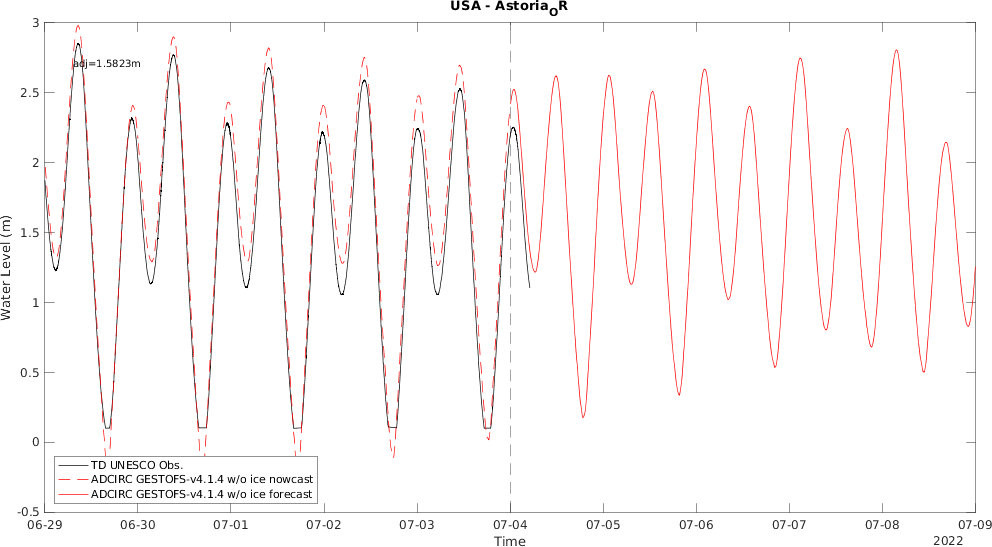 USA - Astoria_OR
3
adj=1.5823m
2.5
2
1.5
1
0.5
0
-0.5
Water Level (m)
TD UNESCO Obs.
ADCIRC GESTOFS-v4.1.4 w/o ice nowcast
ADCIRC GESTOFS-v4.1.4 w/o ice forecast
06-29 06-30 07-01 07-02 07-03 07-04 07-05 07-06 07-07 07-08 07-09
Time
2022